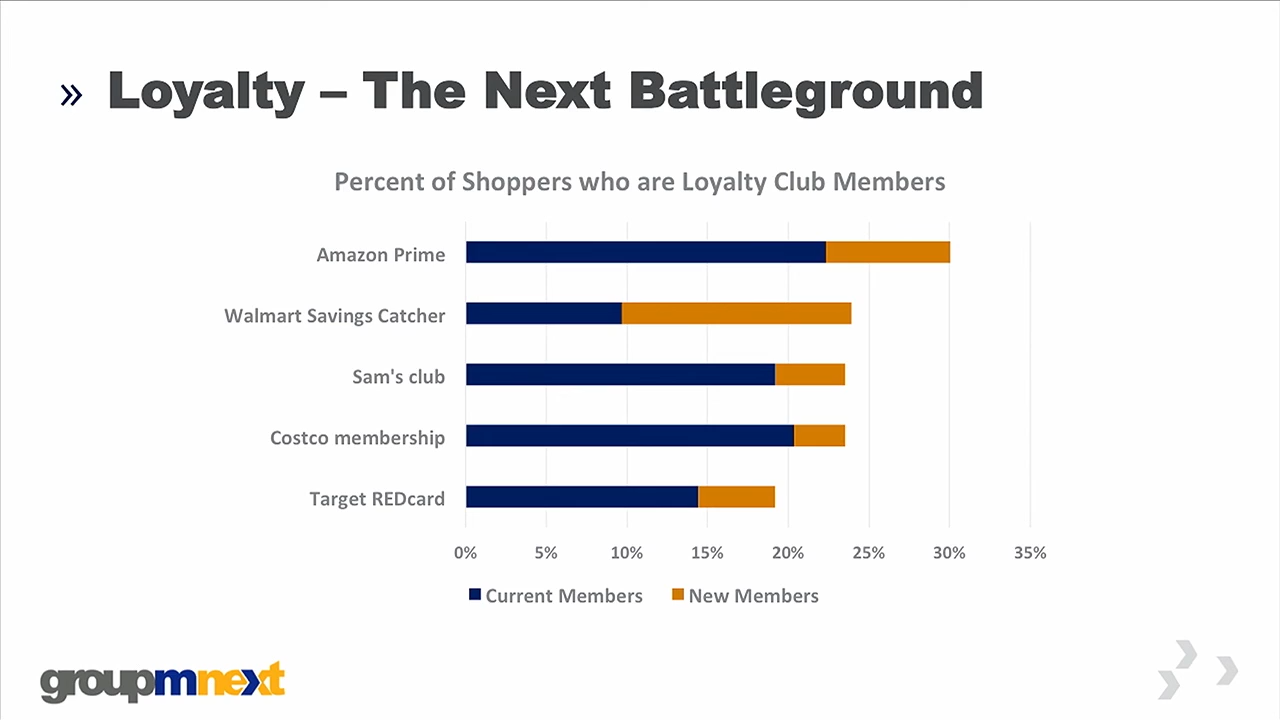 » Loyalty – The Next Battleground
Percent of Shoppers who are Loyalty Club Members
Amazon Prime
Walmart Savings Catcher
Sam's club
Costco membership
Target REDcard
0% 5% 10% 15% 20% 25% 30% 35%
Current Members New Members
groupmnext